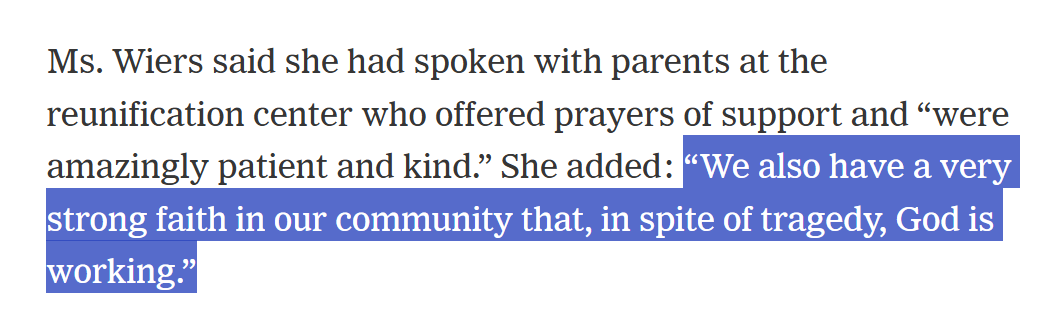 Ms. Wiers said she had spoken with parents at the
reunification center who offered prayers of support and “were
amazingly patient and kind.” She added: “We also have a very
strong faith in our community that, in spite of tragedy, God is
working.”